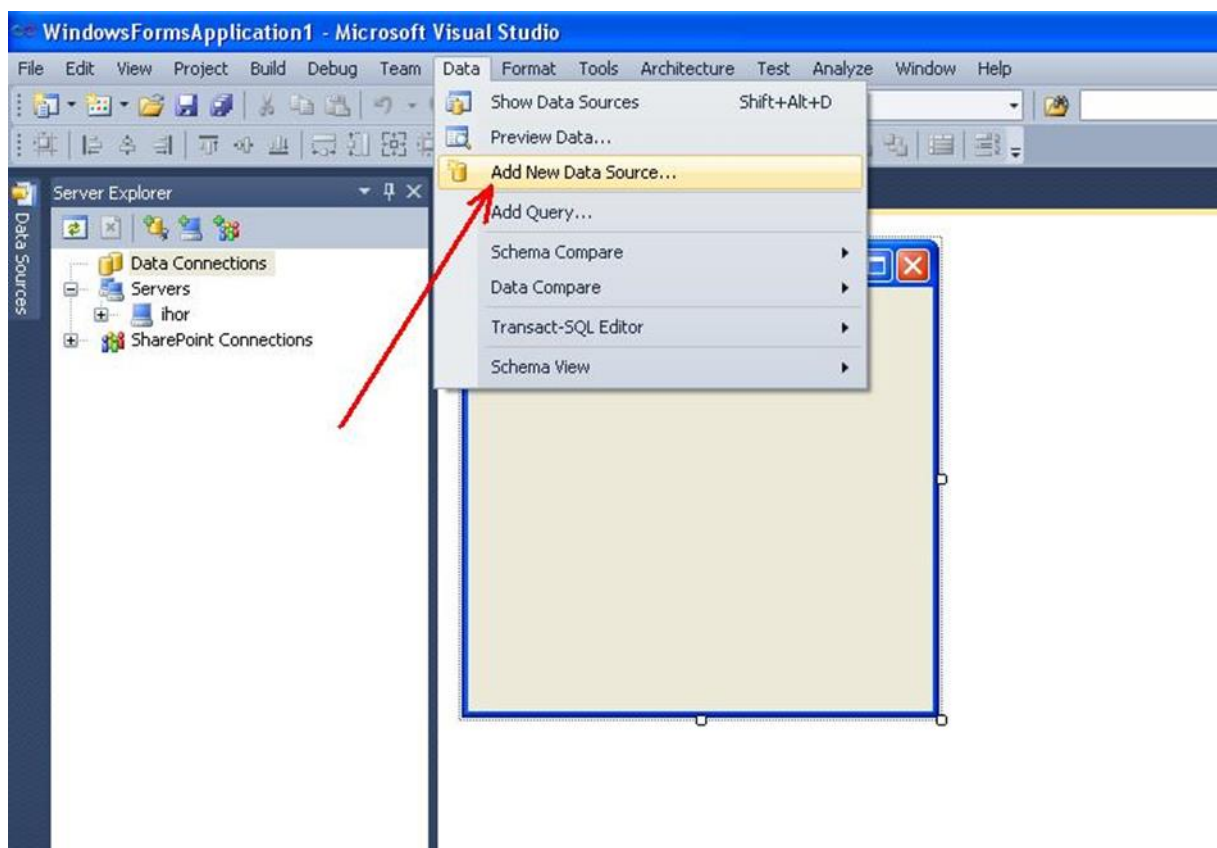 WindowsFormsApplication1 - Microsoft Visual Studio
File Edit View Project Build Debug Team Data Format Tools Architecture Test Analyze Window Help
Show Data Sources Shift+Alt+D
Preview Data...
Add New Data Source...
Add Query...
Schema Compare
Data Compare
Transact-SQL Editor
Schema View
Data Sources
Server Explorer
Data Connections
Servers
ihor
SharePoint Connections